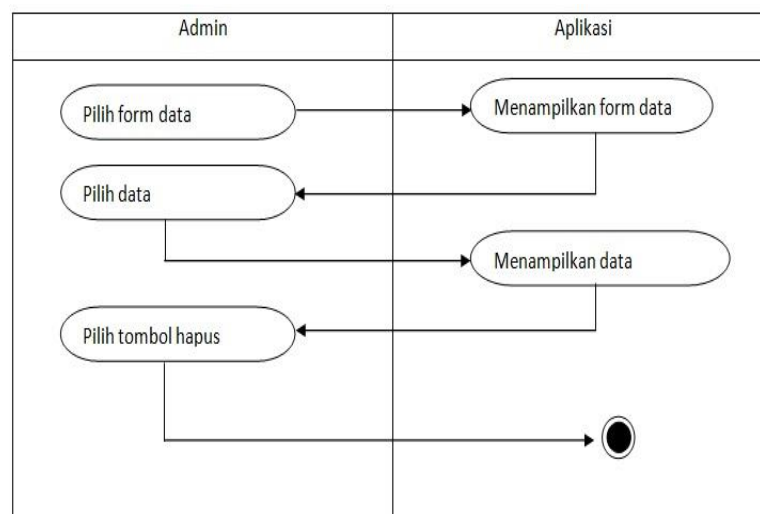 Admin
Aplikasi
Pilih form data
Menampilkan form data
Pilih data
Menampilkan data
Pilih tombol hapus